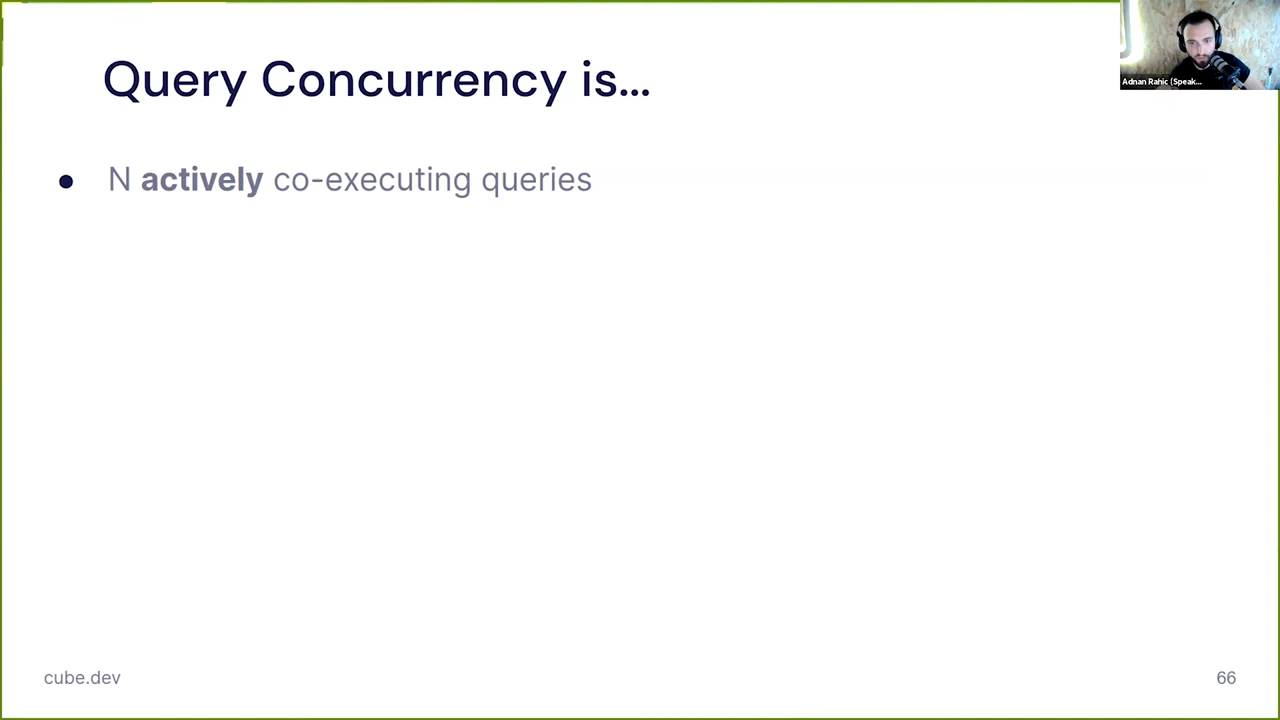 Query Concurrency is...
Adnan Rahic (Speak...
• N actively co-executing queries
cube.dev
66